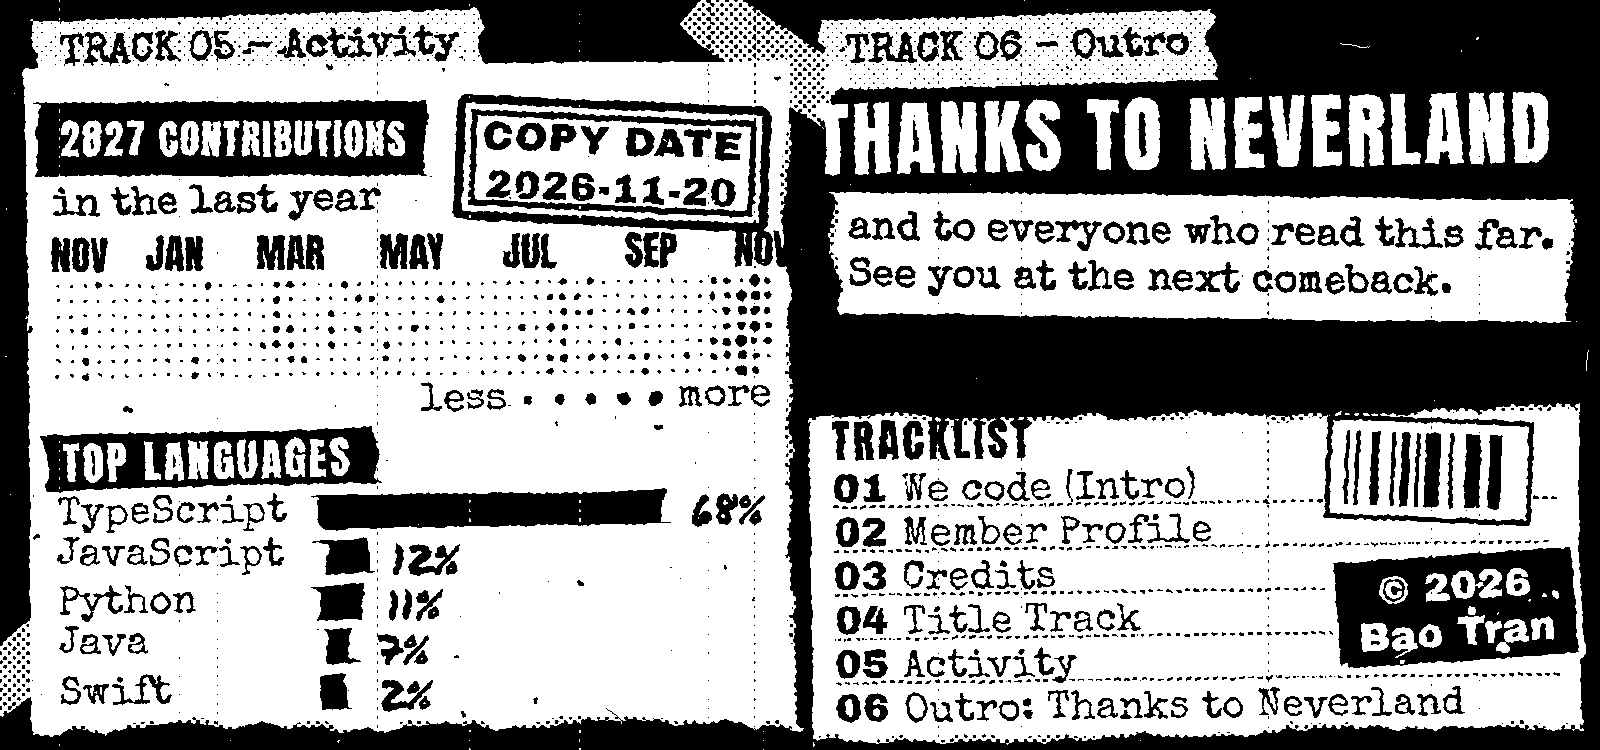 TRACK 05 – Activity
2827 CONTRIBUTIONS
in the last year
COPY DATE
2026-11-20
NOV JAN MAR MAY JUL SEP NOV
less more
TOP LANGUAGES
TypeScript 68%
JavaScript 12%
Python 11%
Java 7%
Swift 2%
TRACK 06 – Outro
THANKS TO NEVERLAND
and to everyone who read this far.
See you at the next comeback.
TRACKLIST
01 We code (Intro)
02 Member Profile
03 Credits
04 Title Track
05 Activity
06 Outro: Thanks to Neverland
© 2026
Bao Tran